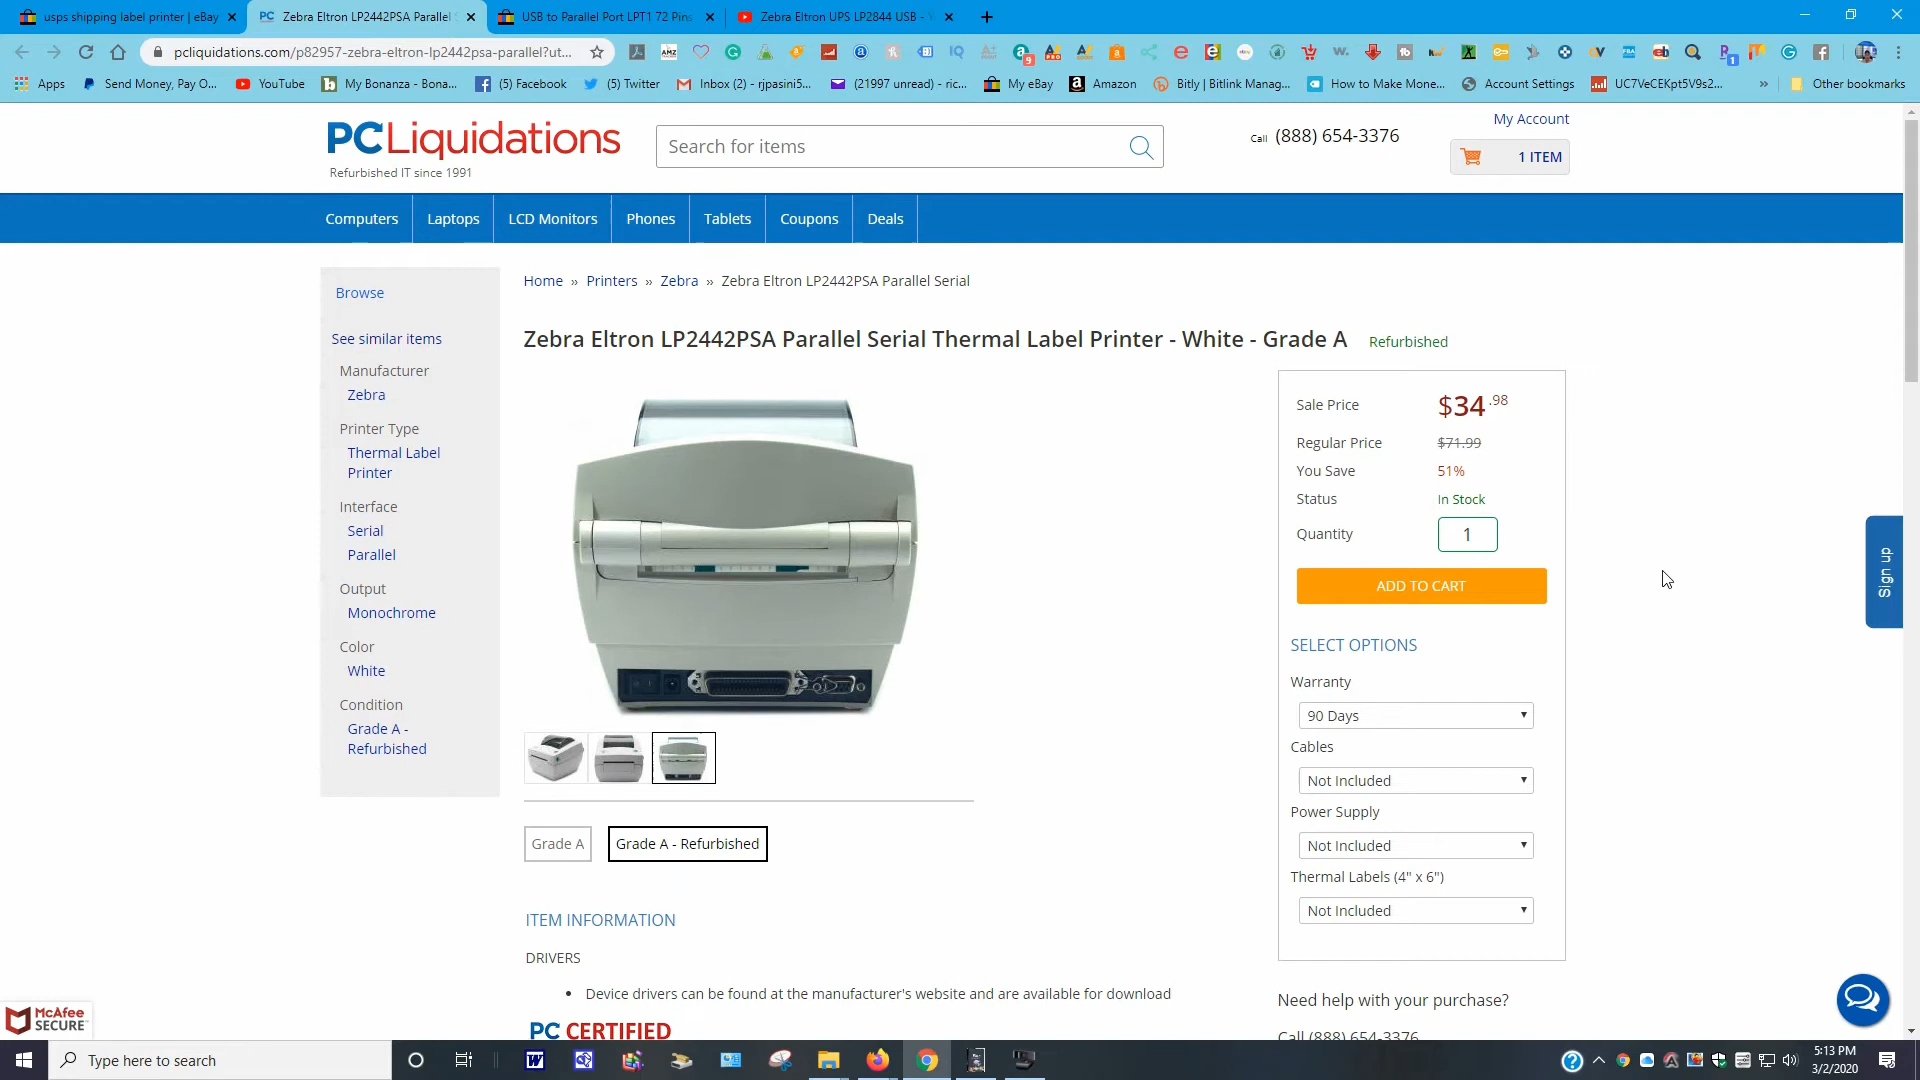 usps shipping label printer | eBay
PC Zebra Eltron LP2442PSA Parallel S
USB to Parallel Port LPT1 72 Pins
Zebra Eltron UPS LP2844 USB - Y
pcliquidations.com/p82957-zebra-eltron-lp2442psa-parallel?ut...
Apps
Send Money, Pay O...
YouTube
My Bonanza - Bona...
(5) Facebook
(5) Twitter
Inbox (2) - rjpasini5...
(21997 unread) - ric...
My eBay
Amazon
Bitly | Bitlink Manag...
How to Make Mone...
Account Settings
UC7VeCEKpt5V9s2...
»
Other bookmarks
PCLiquidations
Refurbished IT since 1991
Search for items
Call (888) 654-3376
My Account
1 ITEM
Computers
Laptops
LCD Monitors
Phones
Tablets
Coupons
Deals
Browse
See similar items
Manufacturer
Zebra
Printer Type
Thermal Label
Printer
Interface
Serial
Parallel
Output
Monochrome
Color
White
Condition
Grade A -
Refurbished
Home » Printers » Zebra » Zebra Eltron LP2442PSA Parallel Serial
Zebra Eltron LP2442PSA Parallel Serial Thermal Label Printer - White - Grade A Refurbished
Sale Price $34.98
Regular Price $71.99
You Save 51%
Status In Stock
Quantity 1
ADD TO CART
SELECT OPTIONS
Warranty
90 Days
Cables
Not Included
Power Supply
Not Included
Thermal Labels (4" x 6")
Not Included
Sign up
Grade A
Grade A - Refurbished
ITEM INFORMATION
DRIVERS
• Device drivers can be found at the manufacturer's website and are available for download
PC CERTIFIED
Need help with your purchase?
Call (888) 654-3376
McAfee
SECURE
Type here to search
5:13 PM
3/2/2020